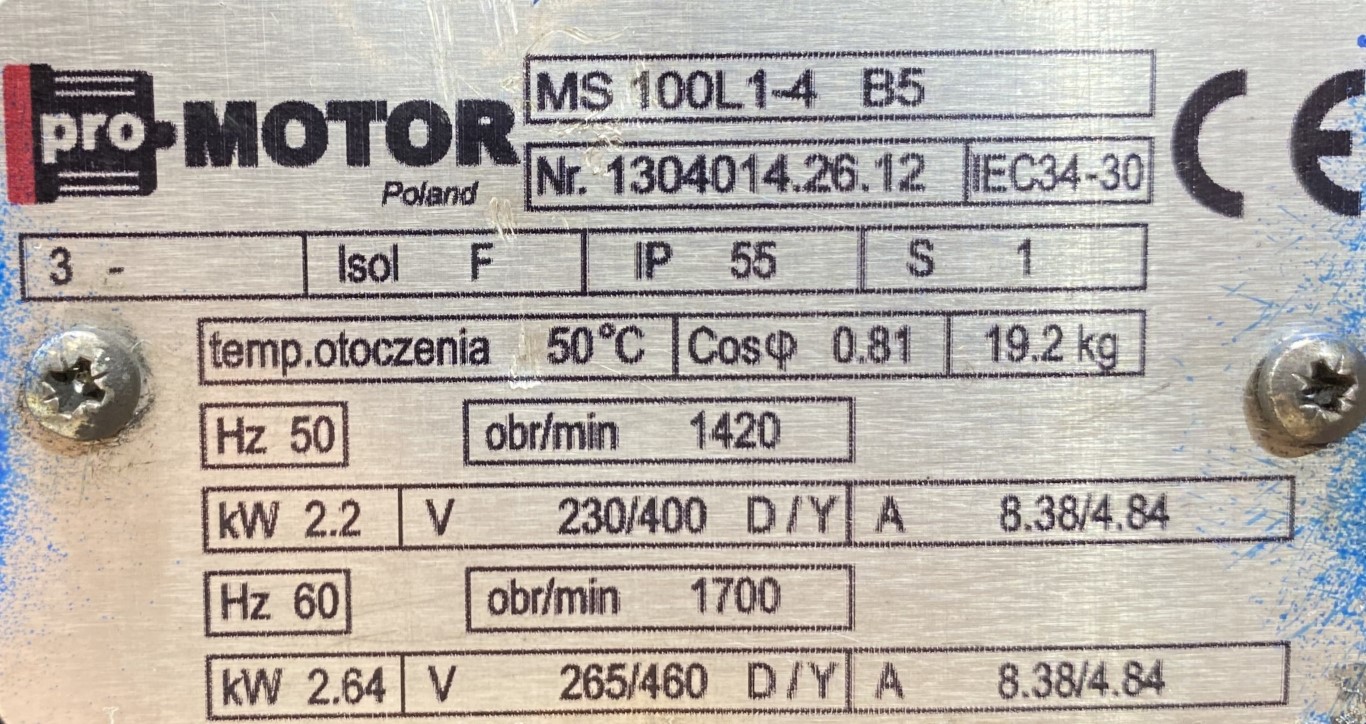 MS 100L1-4 B5
pro-MOTOR
Poland
Nr. 1304014.26.12 IEC34-30
CE
3 - Isol F IP 55 S 1
temp.otoczenia 50°C Cosφ 0.81 19.2 kg
Hz 50 obr/min 1420
kW 2.2 V 230/400 D/Y A 8.38/4.84
Hz 60 obr/min 1700
kW 2.64 V 265/460 D/Y A 8.38/4.84